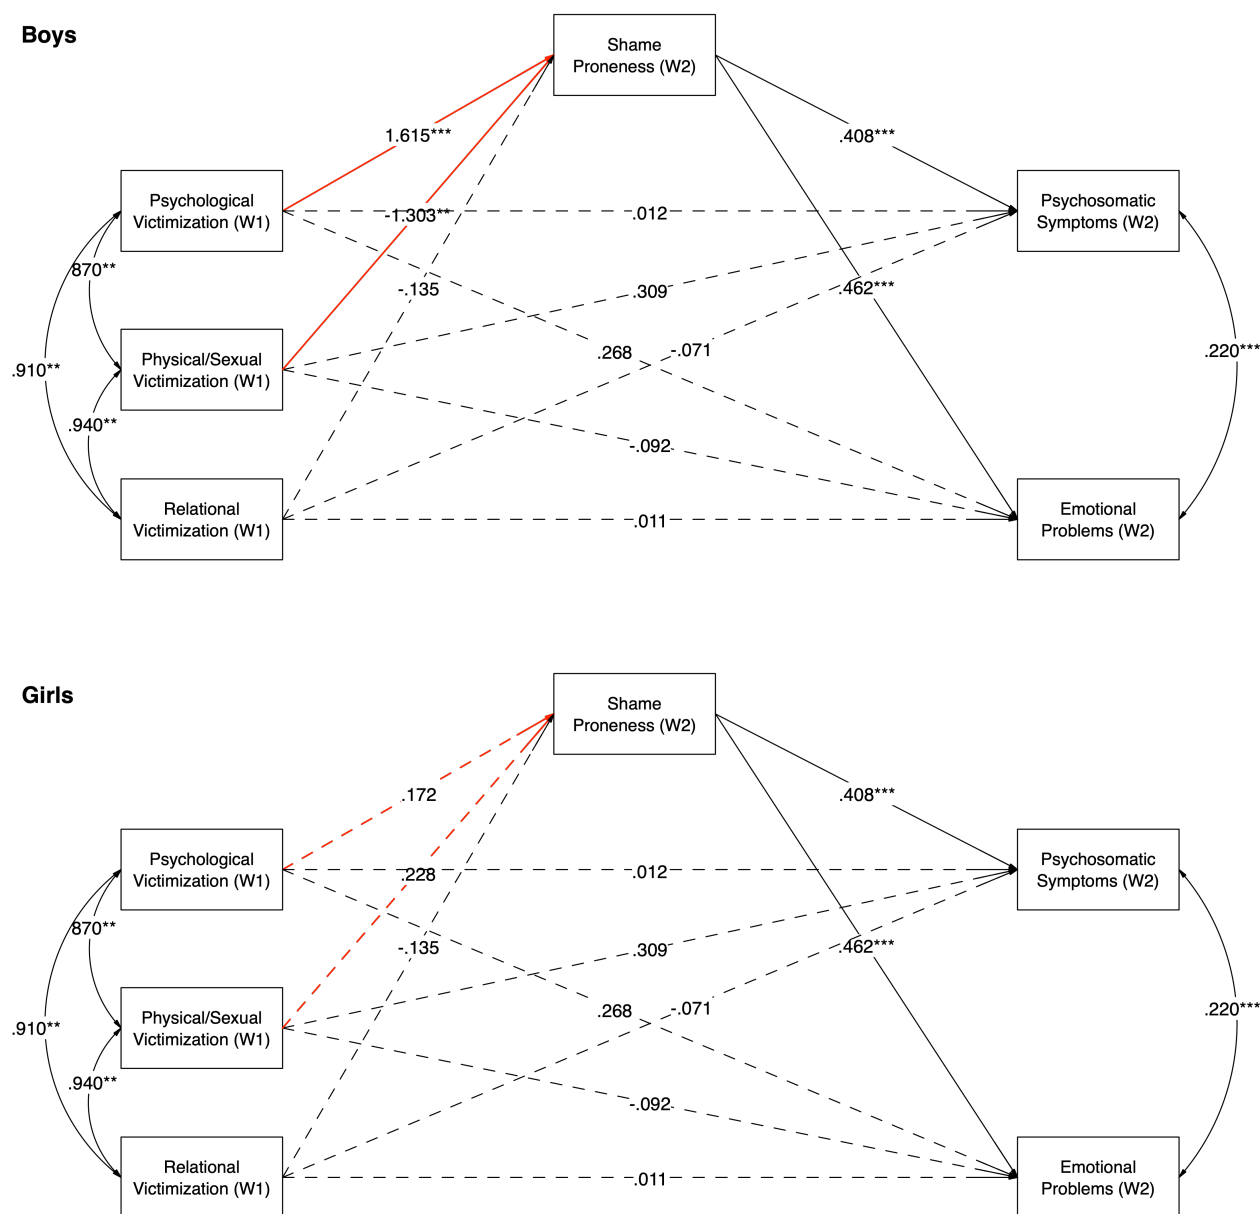 Boys
Shame
Proneness (W2)
1.615***
.408***
Psychological
Victimization (W1)
-1.303**
.012
Psychosomatic
Symptoms (W2)
870**
-.135
.309
.462***
Physical/Sexual
Victimization (W1)
.268
-.071
.220***
.910**
.940**
-.092
Relational
Victimization (W1)
.011
Emotional
Problems (W2)
Girls
Shame
Proneness (W2)
.172
.408***
Psychological
Victimization (W1)
.228
.012
Psychosomatic
Symptoms (W2)
870**
-.135
.309
.462***
Physical/Sexual
Victimization (W1)
.268
-.071
.220***
.910**
.940**
-.092
Relational
Victimization (W1)
.011
Emotional
Problems (W2)